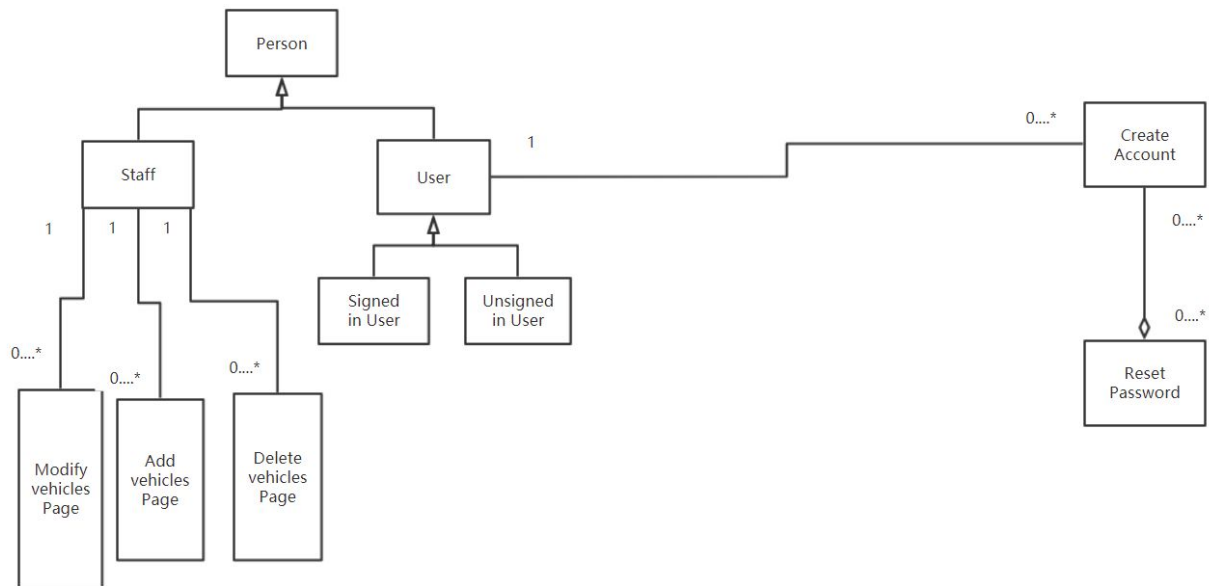 Person
Staff
User
1
0....*
Create
Account
1
1
1
0....*
Signed
in User
Unsigned
in User
0....*
0....*
0....*
0....*
Reset
Password
Modify
vehicles
Page
Add
vehicles
Page
Delete
vehicles
Page